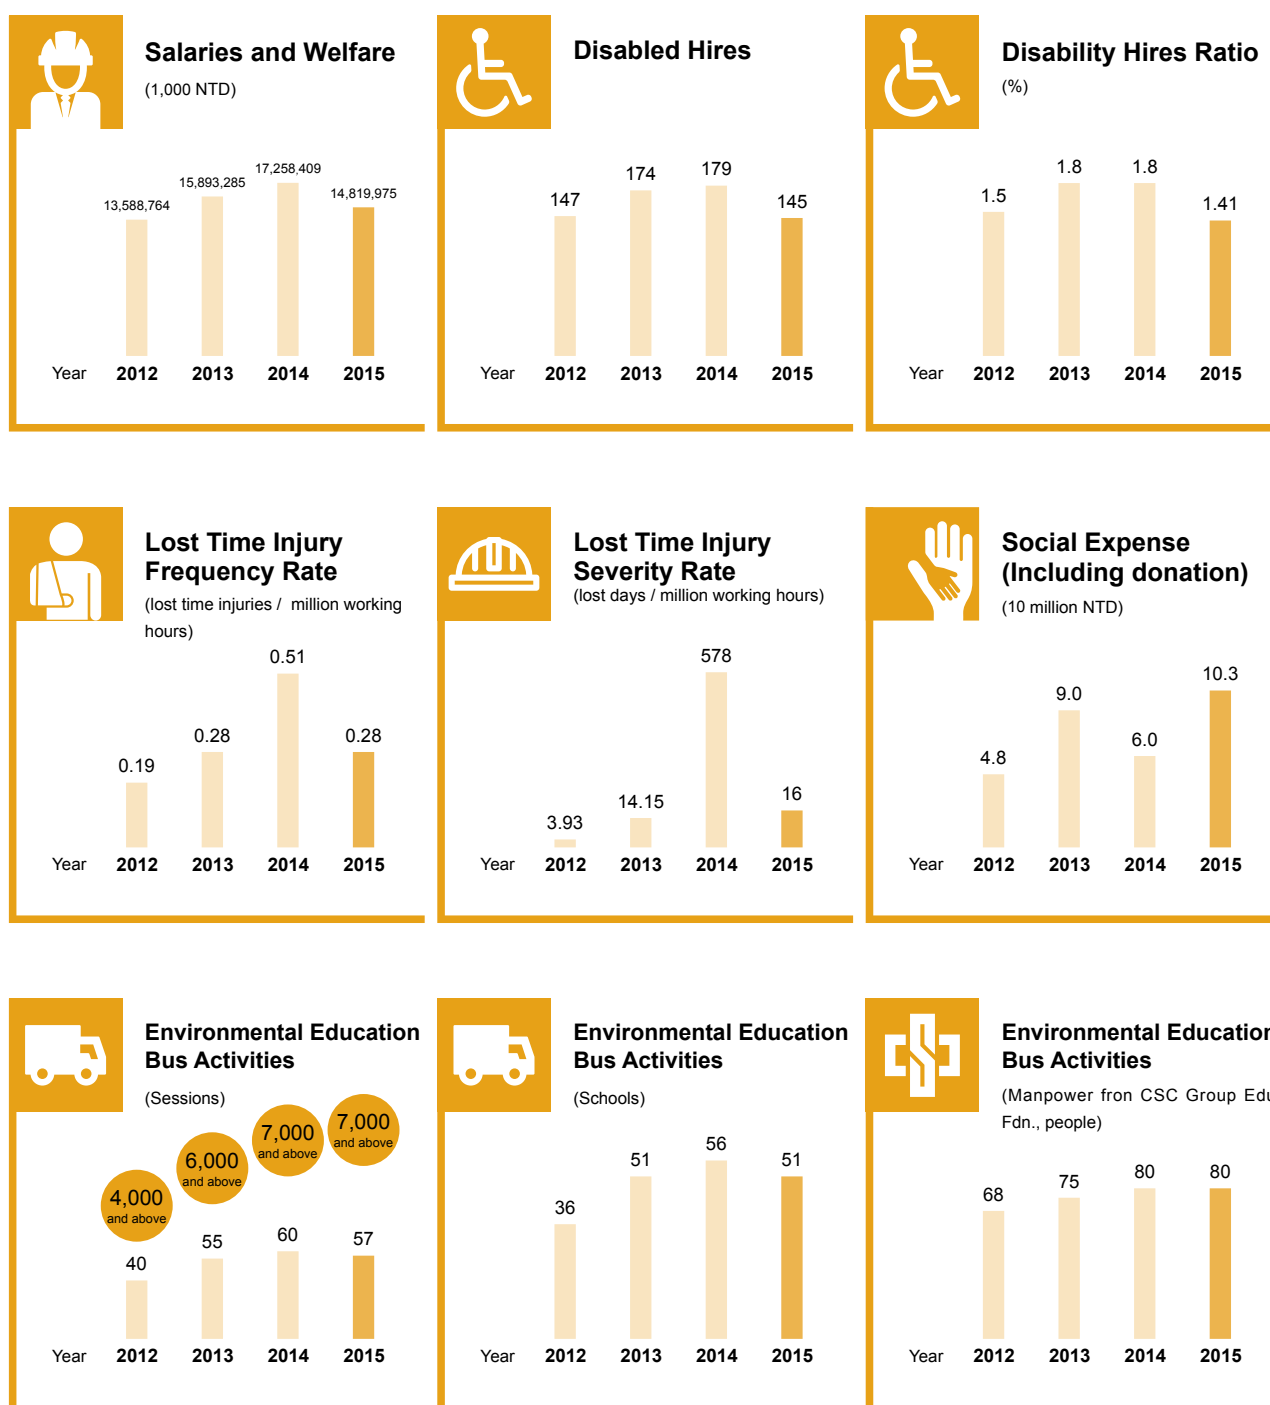 Salaries and Welfare
(1,000 NTD)
13,588,764
15,893,285
17,258,409
14,819,975
Year 2012 2013 2014 2015
Disabled Hires
147
174
179
145
Year 2012 2013 2014 2015
Disability Hires Ratio
(%)
1.5
1.8
1.8
1.41
Year 2012 2013 2014 2015
Lost Time Injury
Frequency Rate
(lost time injuries / million working
hours)
0.19
0.28
0.51
0.28
Year 2012 2013 2014 2015
Lost Time Injury
Severity Rate
(lost days / million working hours)
3.93
14.15
578
16
Year 2012 2013 2014 2015
Social Expense
(Including donation)
(10 million NTD)
4.8
9.0
6.0
10.3
Year 2012 2013 2014 2015
Environmental Education
Bus Activities
(Sessions)
4,000
and above
6,000
and above
7,000
and above
7,000
and above
40
55
60
57
Year 2012 2013 2014 2015
Environmental Education
Bus Activities
(Schools)
36
51
56
51
Year 2012 2013 2014 2015
Environmental Education
Bus Activities
(Manpower fron CSC Group Edu
Fdn., people)
68
75
80
80
Year 2012 2013 2014 2015